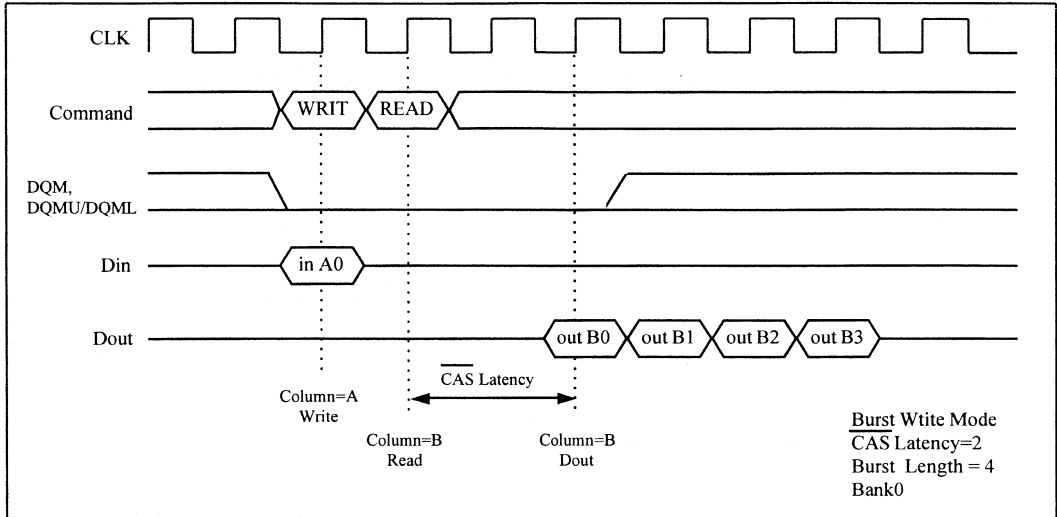 CLK
Command
WRIT
READ
DQM,
DQMU/DQML
Din
in A0
Dout
out B0
out B1
out B2
out B3
CAS Latency
Column=A
Write
Column=B
Read
Column=B
Dout
Burst Wtite Mode
CAS Latency=2
Burst Length = 4
Bank0